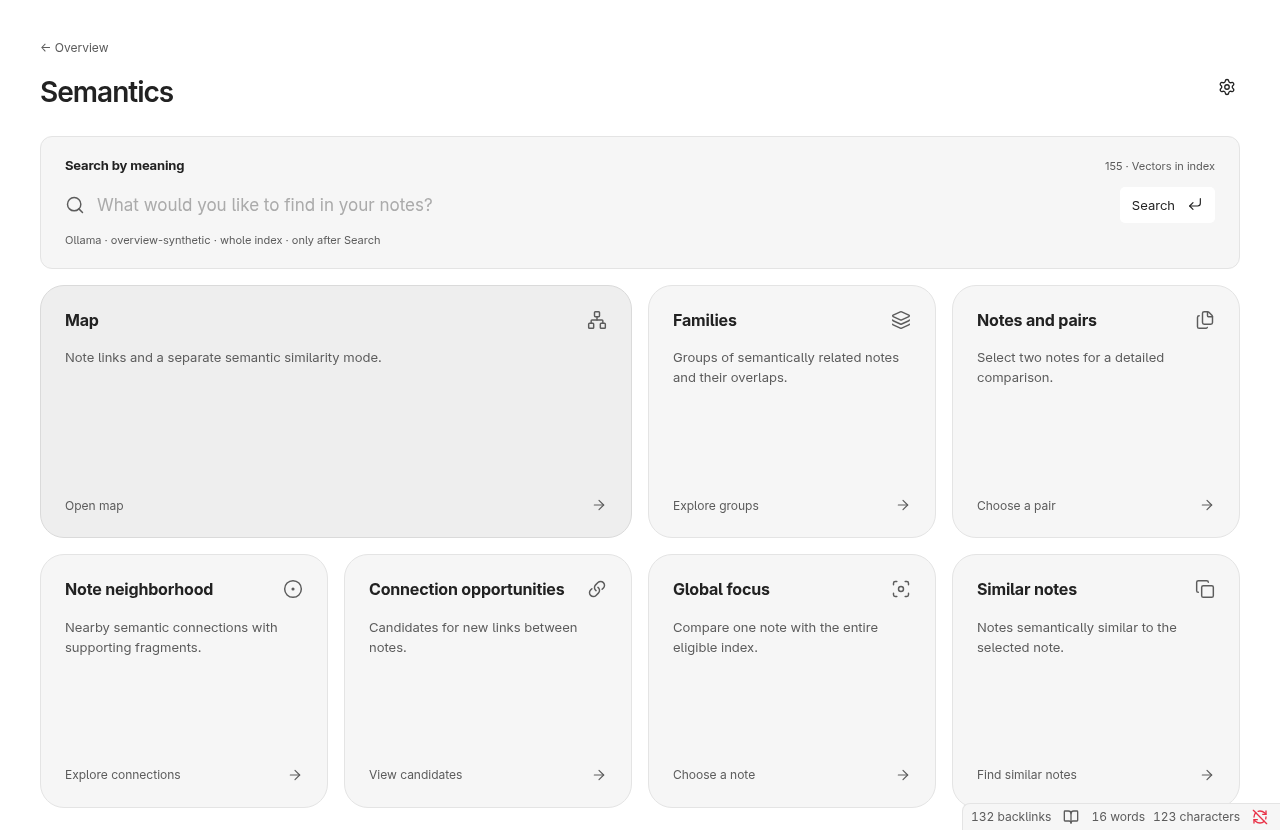 ← Overview
Semantics
Search by meaning
155 · Vectors in index
What would you like to find in your notes?
Search
Ollama · overview-synthetic · whole index · only after Search
Map
Note links and a separate semantic similarity mode.
Open map
Families
Groups of semantically related notes
and their overlaps.
Explore groups
Notes and pairs
Select two notes for a detailed
comparison.
Choose a pair
Note neighborhood
Nearby semantic connections with
supporting fragments.
Explore connections
Connection opportunities
Candidates for new links between
notes.
View candidates
Global focus
Compare one note with the entire
eligible index.
Choose a note
Similar notes
Notes semantically similar to the
selected note.
Find similar notes
132 backlinks 16 words 123 characters